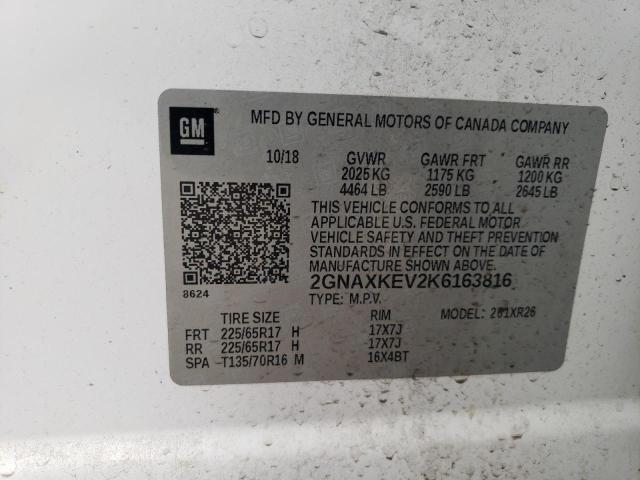 GM
MFD BY GENERAL MOTORS OF CANADA COMPANY
10/18 GVWR GAWR FRT GAWR RR
2025 KG 1175 KG 1200 KG
4464 LB 2590 LB 2645 LB
THIS VEHICLE CONFORMS TO ALL
APPLICABLE U.S. FEDERAL MOTOR
VEHICLE SAFETY AND THEFT PREVENTION
STANDARDS IN EFFECT ON THE DATE OF
MANUFACTURE SHOWN ABOVE.
8624
2GNAXKEV2K6163816
TYPE: M.P.V. MODEL: 2G1XR26
TIRE SIZE RIM
FRT 225/65R17 H 17X7J
RR 225/65R17 H 17X7J
SPA T135/70R16 M 16X4BT